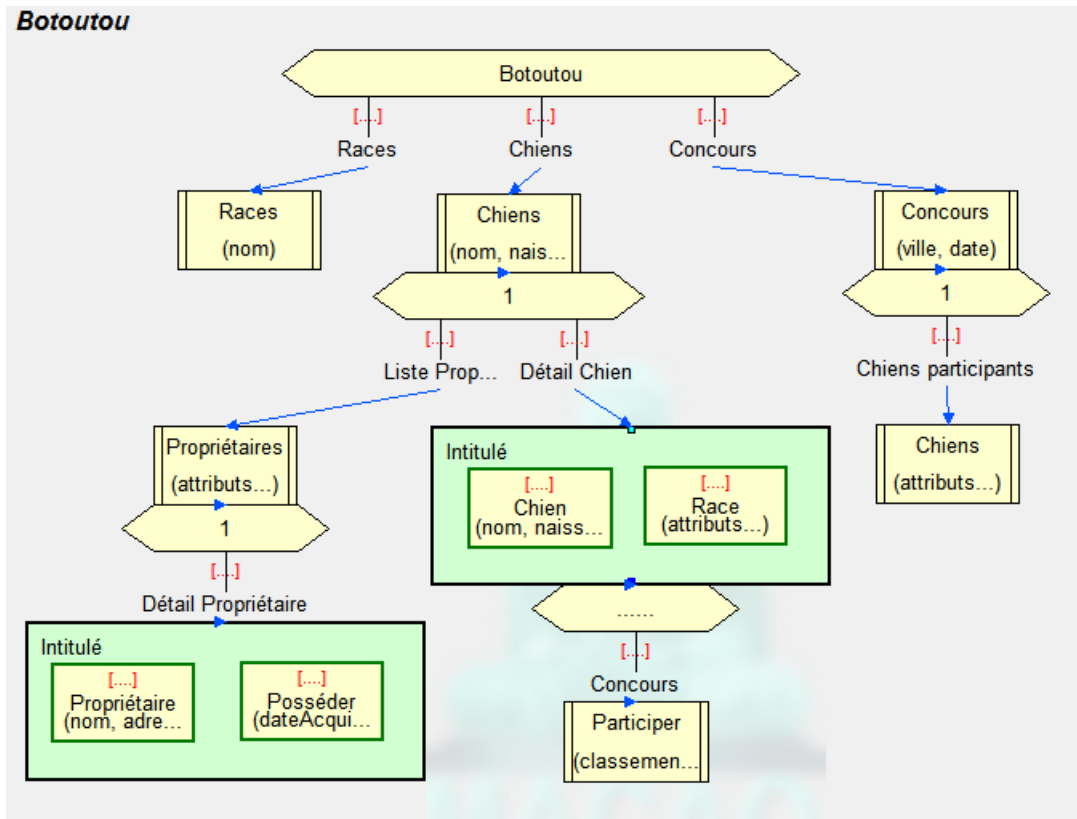 Botoutou
Botoutou
[....] [....] [....]
Races Chiens Concours
Races
(nom)
Chiens
(nom, nais...
1
Concours
(ville, date)
1
[....] [....]
Liste Prop... Détail Chien
[....]
Chiens participants
Propriétaires
(attributs...)
1
[....]
Détail Propriétaire
Intitulé
[....]
Chien
(nom, naiss...
[....]
Race
(attributs...)
Chiens
(attributs...)
......
[....]
Concours
Participer
(classemen...
Intitulé
[....]
Propriétaire
(nom, adre...
[....]
Posséder
(dateAcqui...
MACAO